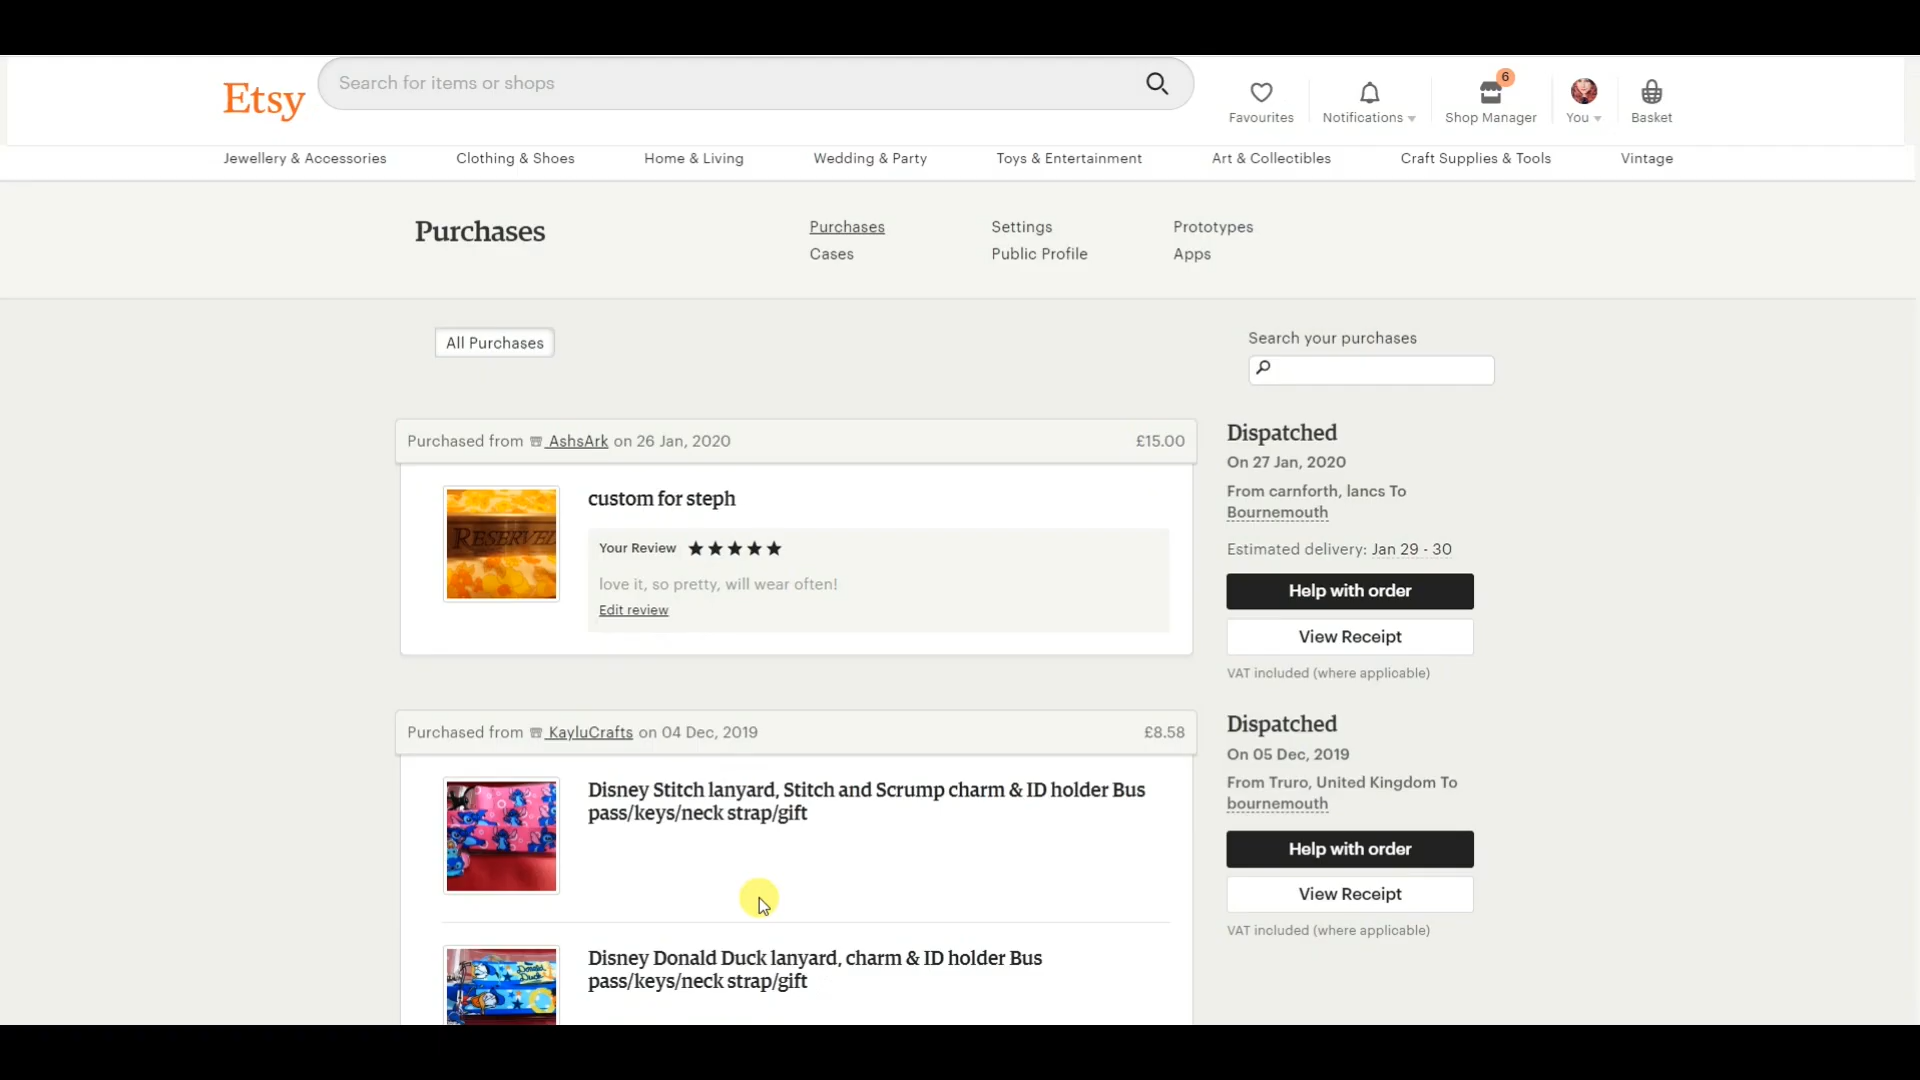 Etsy
Search for items or shops
Favourites
Notifications
6
Shop Manager
You
Basket
Jewellery & Accessories
Clothing & Shoes
Home & Living
Wedding & Party
Toys & Entertainment
Art & Collectibles
Craft Supplies & Tools
Vintage
Purchases
Purchases
Settings
Prototypes
Cases
Public Profile
Apps
All Purchases
Search your purchases
Purchased from AshsArk on 26 Jan, 2020
£15.00
RESERVED
custom for steph
Your Review
love it, so pretty, will wear often!
Edit review
Dispatched
On 27 Jan, 2020
From carnforth, lancs To
Bournemouth
Estimated delivery: Jan 29 - 30
Help with order
View Receipt
VAT included (where applicable)
Purchased from KayluCrafts on 04 Dec, 2019
£8.58
Disney Stitch lanyard, Stitch and Scrump charm & ID holder Bus
pass/keys/neck strap/gift
Disney Donald Duck lanyard, charm & ID holder Bus
pass/keys/neck strap/gift
Donald
Duck
Dispatched
On 05 Dec, 2019
From Truro, United Kingdom To
bournemouth
Help with order
View Receipt
VAT included (where applicable)